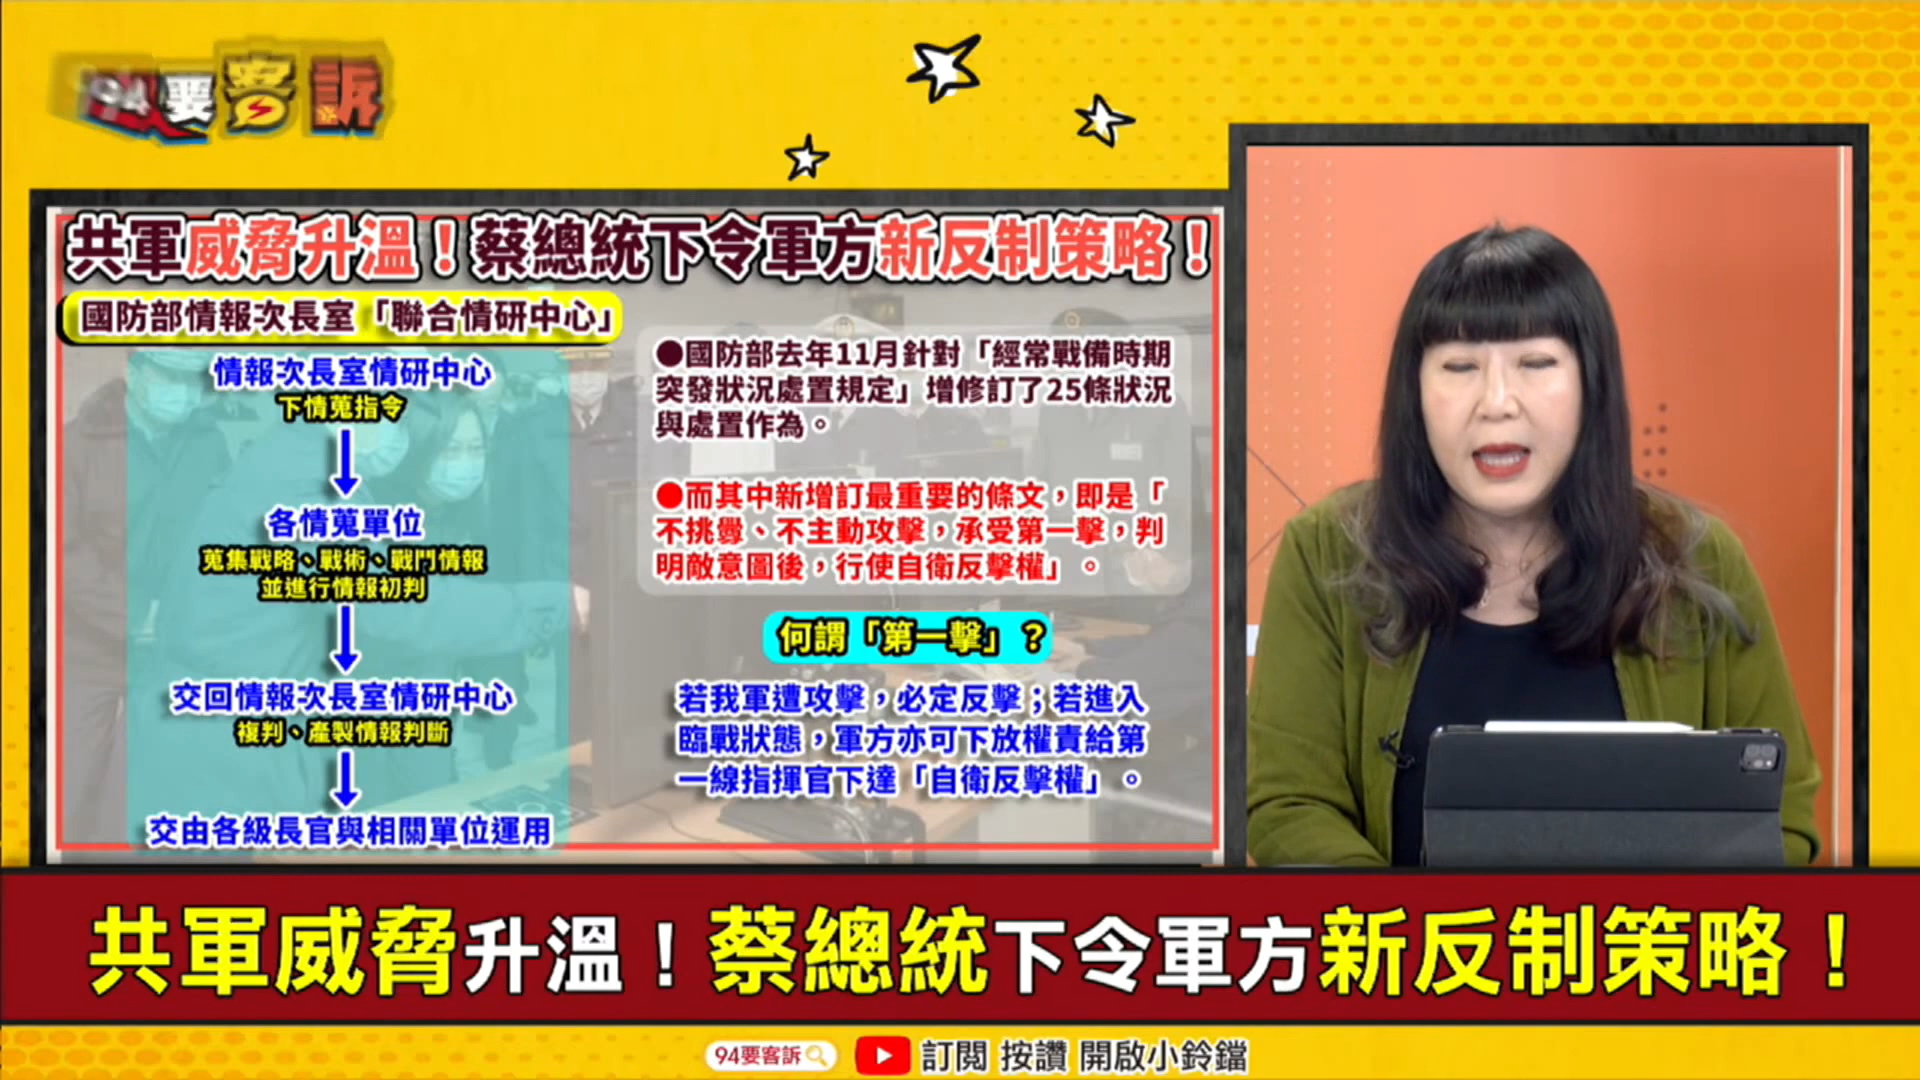 94要客訴
共軍威脅升溫！蔡總統下令軍方新反制策略！
國防部情報次長室「聯合情研中心」
情報次長室情研中心
下情蒐指令
各情蒐單位
蒐集戰略、戰術、戰鬥情報
並進行情報初判
交回情報次長室情研中心
複判、產製情報判斷
交由各級長官與相關單位運用
●國防部去年11月針對「經常戰備時期
突發狀況處置規定」增修訂了25條狀況
與處置作為。
●而其中新增訂最重要的條文，即是「
不挑釁、不主動攻擊，承受第一擊，判
明敵意圖後，行使自衛反擊權」。
何謂「第一擊」？
若我軍遭攻擊，必定反擊；若進入
臨戰狀態，軍方亦可下放權責給第
一線指揮官下達「自衛反擊權」。
共軍威脅升溫！蔡總統下令軍方新反制策略！
94要客訴
訂閱 按讚 開啟小鈴鐺